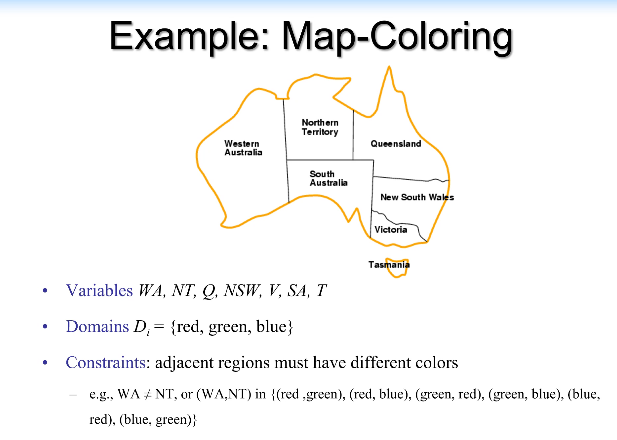 Example: Map-Coloring
Northern
Territory
Western
Australia
Queensland
South
Australia
New South Wales
Victoria
Tasmania
• Variables WA, NT, Q, NSW, V, SA, T
• Domains Di = {red, green, blue}
• Constraints: adjacent regions must have different colors
– e.g., WA ≠ NT, or (WA,NT) in {(red ,green), (red, blue), (green, red), (green, blue), (blue,
red), (blue, green)}